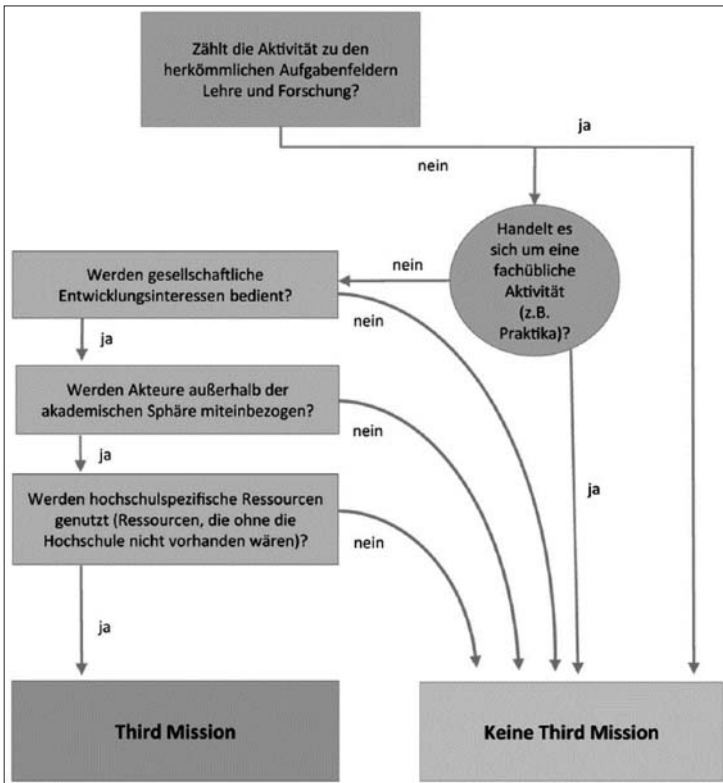 Zählt die Aktivität zu den
herkömmlichen Aufgabenfeldern
Lehre und Forschung?
ja
nein
Handelt es
sich um eine
fachübliche
Aktivität
(z.B.
Praktika)?
nein
Werden gesellschaftliche
Entwicklungsinteressen bedient?
nein
ja
Werden Akteure außerhalb der
akademischen Sphäre miteinbezogen?
nein
ja
Werden hochschulspezifische Ressourcen
genutzt (Ressourcen, die ohne die
Hochschule nicht vorhanden wären)?
ja
nein
ja
Third Mission
Keine Third Mission